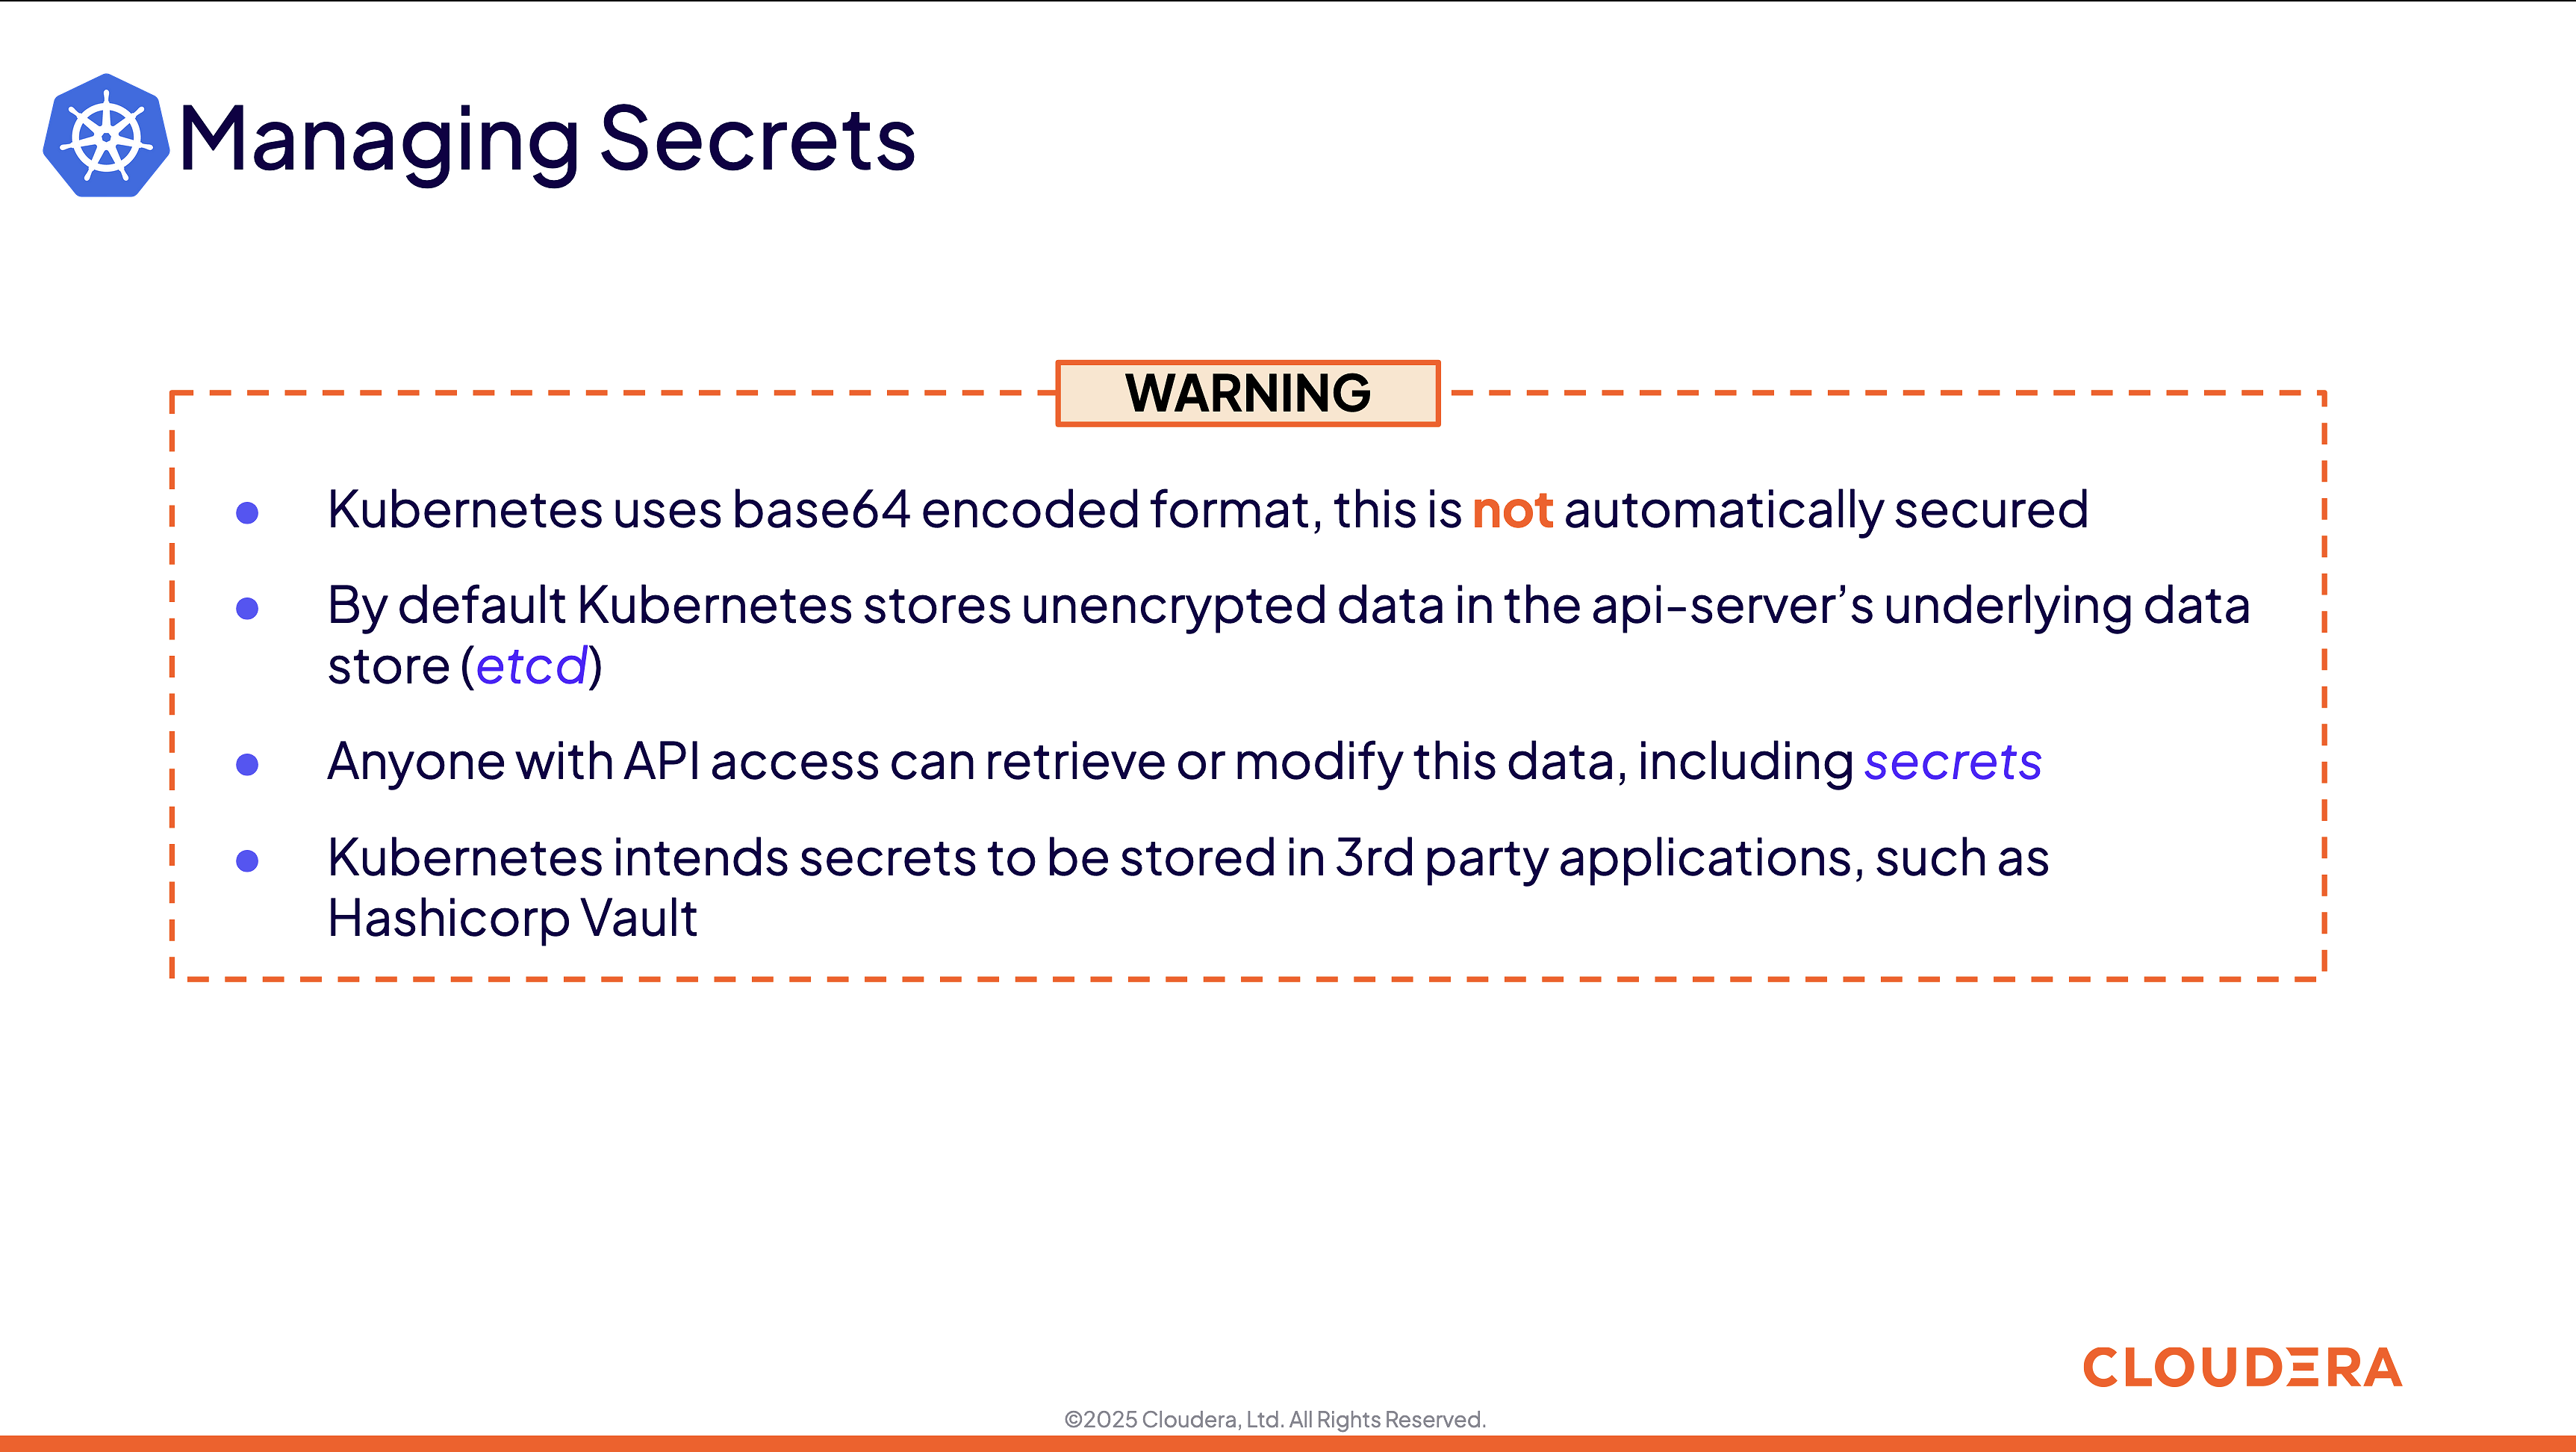 Managing Secrets
WARNING
● Kubernetes uses base64 encoded format, this is not automatically secured
● By default Kubernetes stores unencrypted data in the api-server’s underlying data
store (etcd)
● Anyone with API access can retrieve or modify this data, including secrets
● Kubernetes intends secrets to be stored in 3rd party applications, such as
Hashicorp Vault
CLOUDERA
©2025 Cloudera, Ltd. All Rights Reserved.